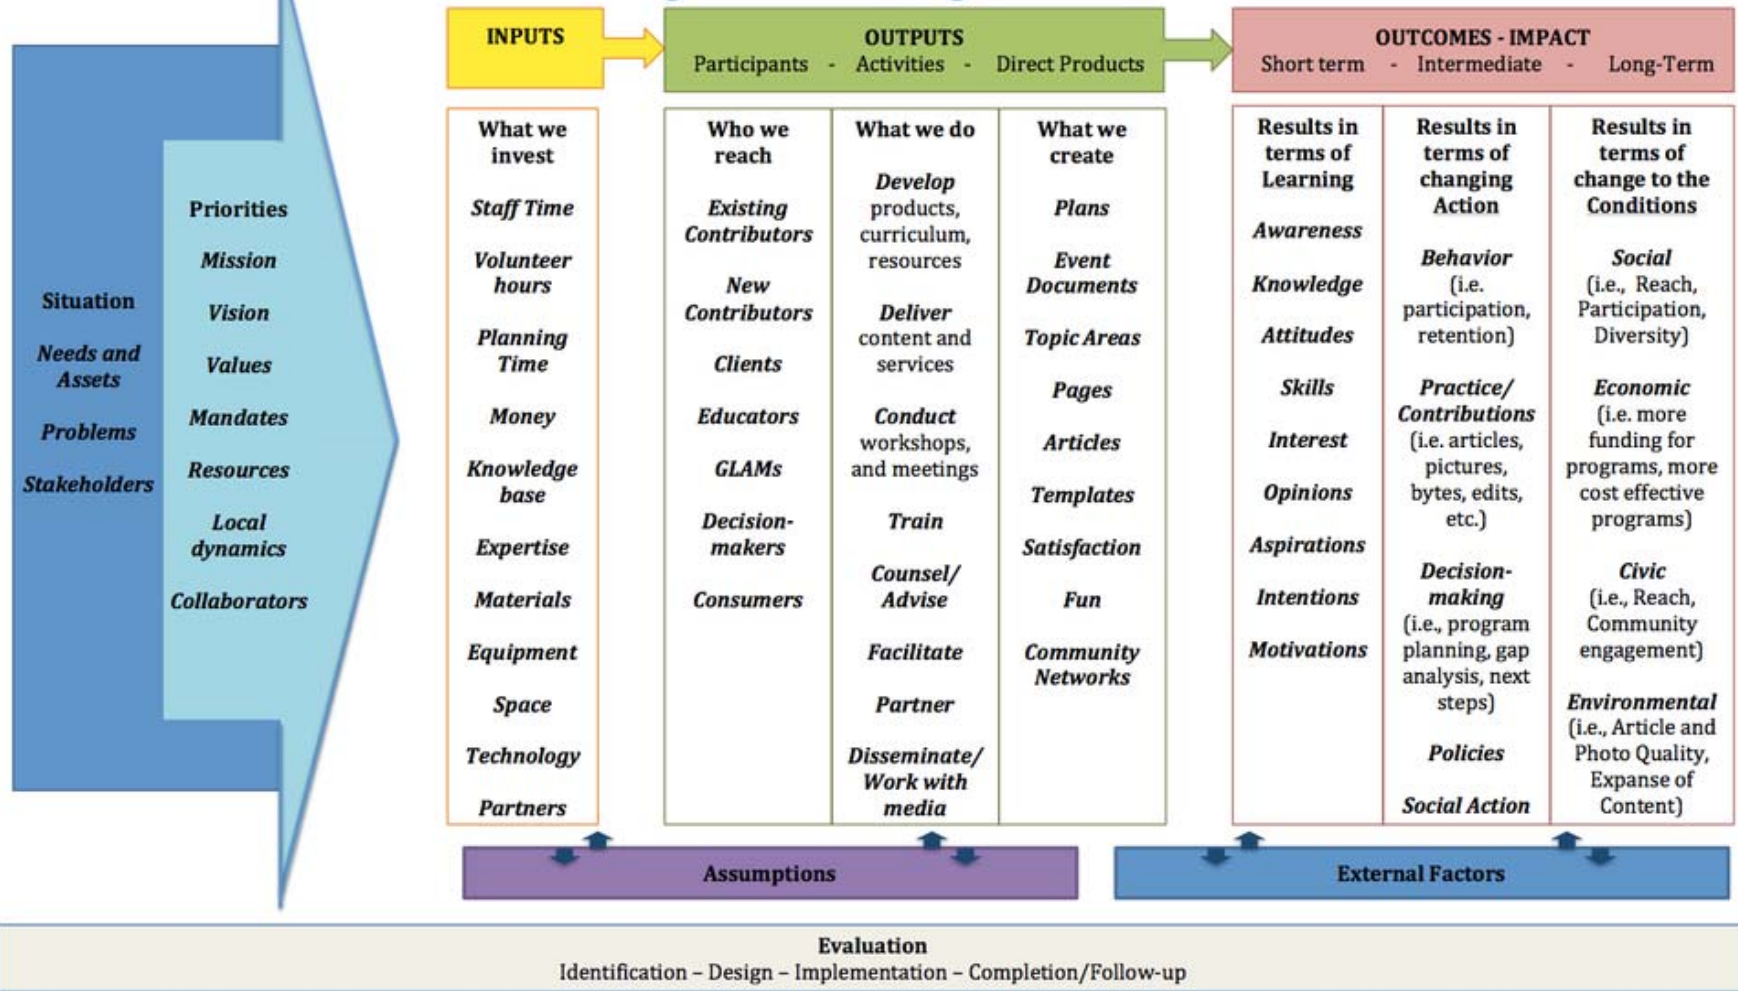 Situation
Needs and
Assets
Problems
Stakeholders
Priorities
Mission
Vision
Values
Mandates
Resources
Local
dynamics
Collaborators
INPUTS
What we
invest
Staff Time
Volunteer
hours
Planning
Time
Money
Knowledge
base
Expertise
Materials
Equipment
Space
Technology
Partners
OUTPUTS
Participants - Activities - Direct Products
Who we
reach
Existing
Contributors
New
Contributors
Clients
Educators
GLAMs
Decision-
makers
Consumers
What we do
Develop
products,
curriculum,
resources
Deliver
content and
services
Conduct
workshops,
and meetings
Train
Counsel/
Advise
Facilitate
Partner
Disseminate/
Work with
media
What we
create
Plans
Event
Documents
Topic Areas
Pages
Articles
Templates
Satisfaction
Fun
Community
Networks
OUTCOMES - IMPACT
Short term - Intermediate - Long-Term
Results in
terms of
Learning
Awareness
Knowledge
Attitudes
Skills
Interest
Opinions
Aspirations
Intentions
Motivations
Results in
terms of
changing
Action
Behavior
(i.e.
participation,
retention)
Practice/
Contributions
(i.e. articles,
pictures,
bytes, edits,
etc.)
Decision-
making
(i.e., program
planning, gap
analysis, next
steps)
Policies
Social Action
Results in
terms of
change to the
Conditions
Social
(i.e., Reach,
Participation,
Diversity)
Economic
(i.e. more
funding for
programs, more
cost effective
programs)
Civic
(i.e., Reach,
Community
engagement)
Environmental
(i.e., Article and
Photo Quality,
Expanse of
Content)
Assumptions
External Factors
Evaluation
Identification – Design – Implementation – Completion/Follow-up